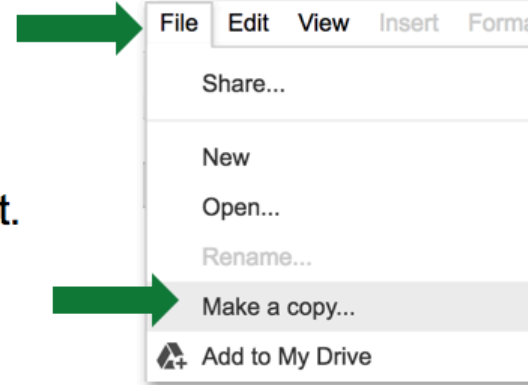 File Edit View Insert Forma
Share...
New
Open...
t.
Rename...
Make a copy...
Add to My Drive